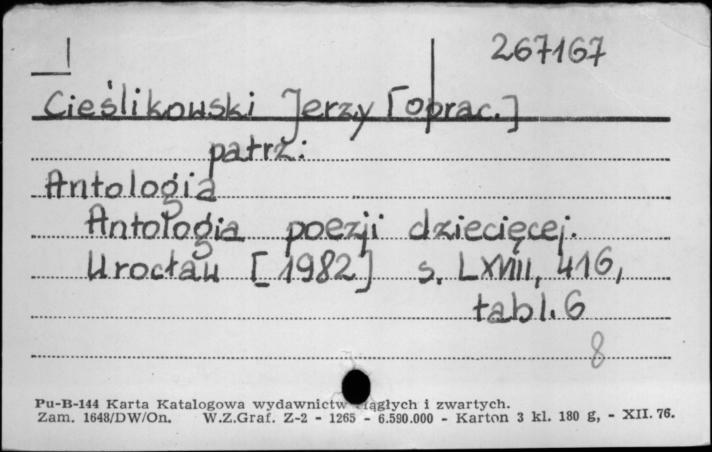 267167
Cieślikowski Jerzy [oprac.]
patrz:
Antologia
Antologia poezji dziecięcej.
Wrocław [1982] s. LXVIII, 416,
tabl. 6
8
Pu-B-144 Karta Katalogowa wydawnictw ciągłych i zwartych.
Zam. 1648/DW/On. W.Z.Graf. Z-2 - 1265 - 6.590.000 - Karton 3 kl. 180 g, - XII. 76.